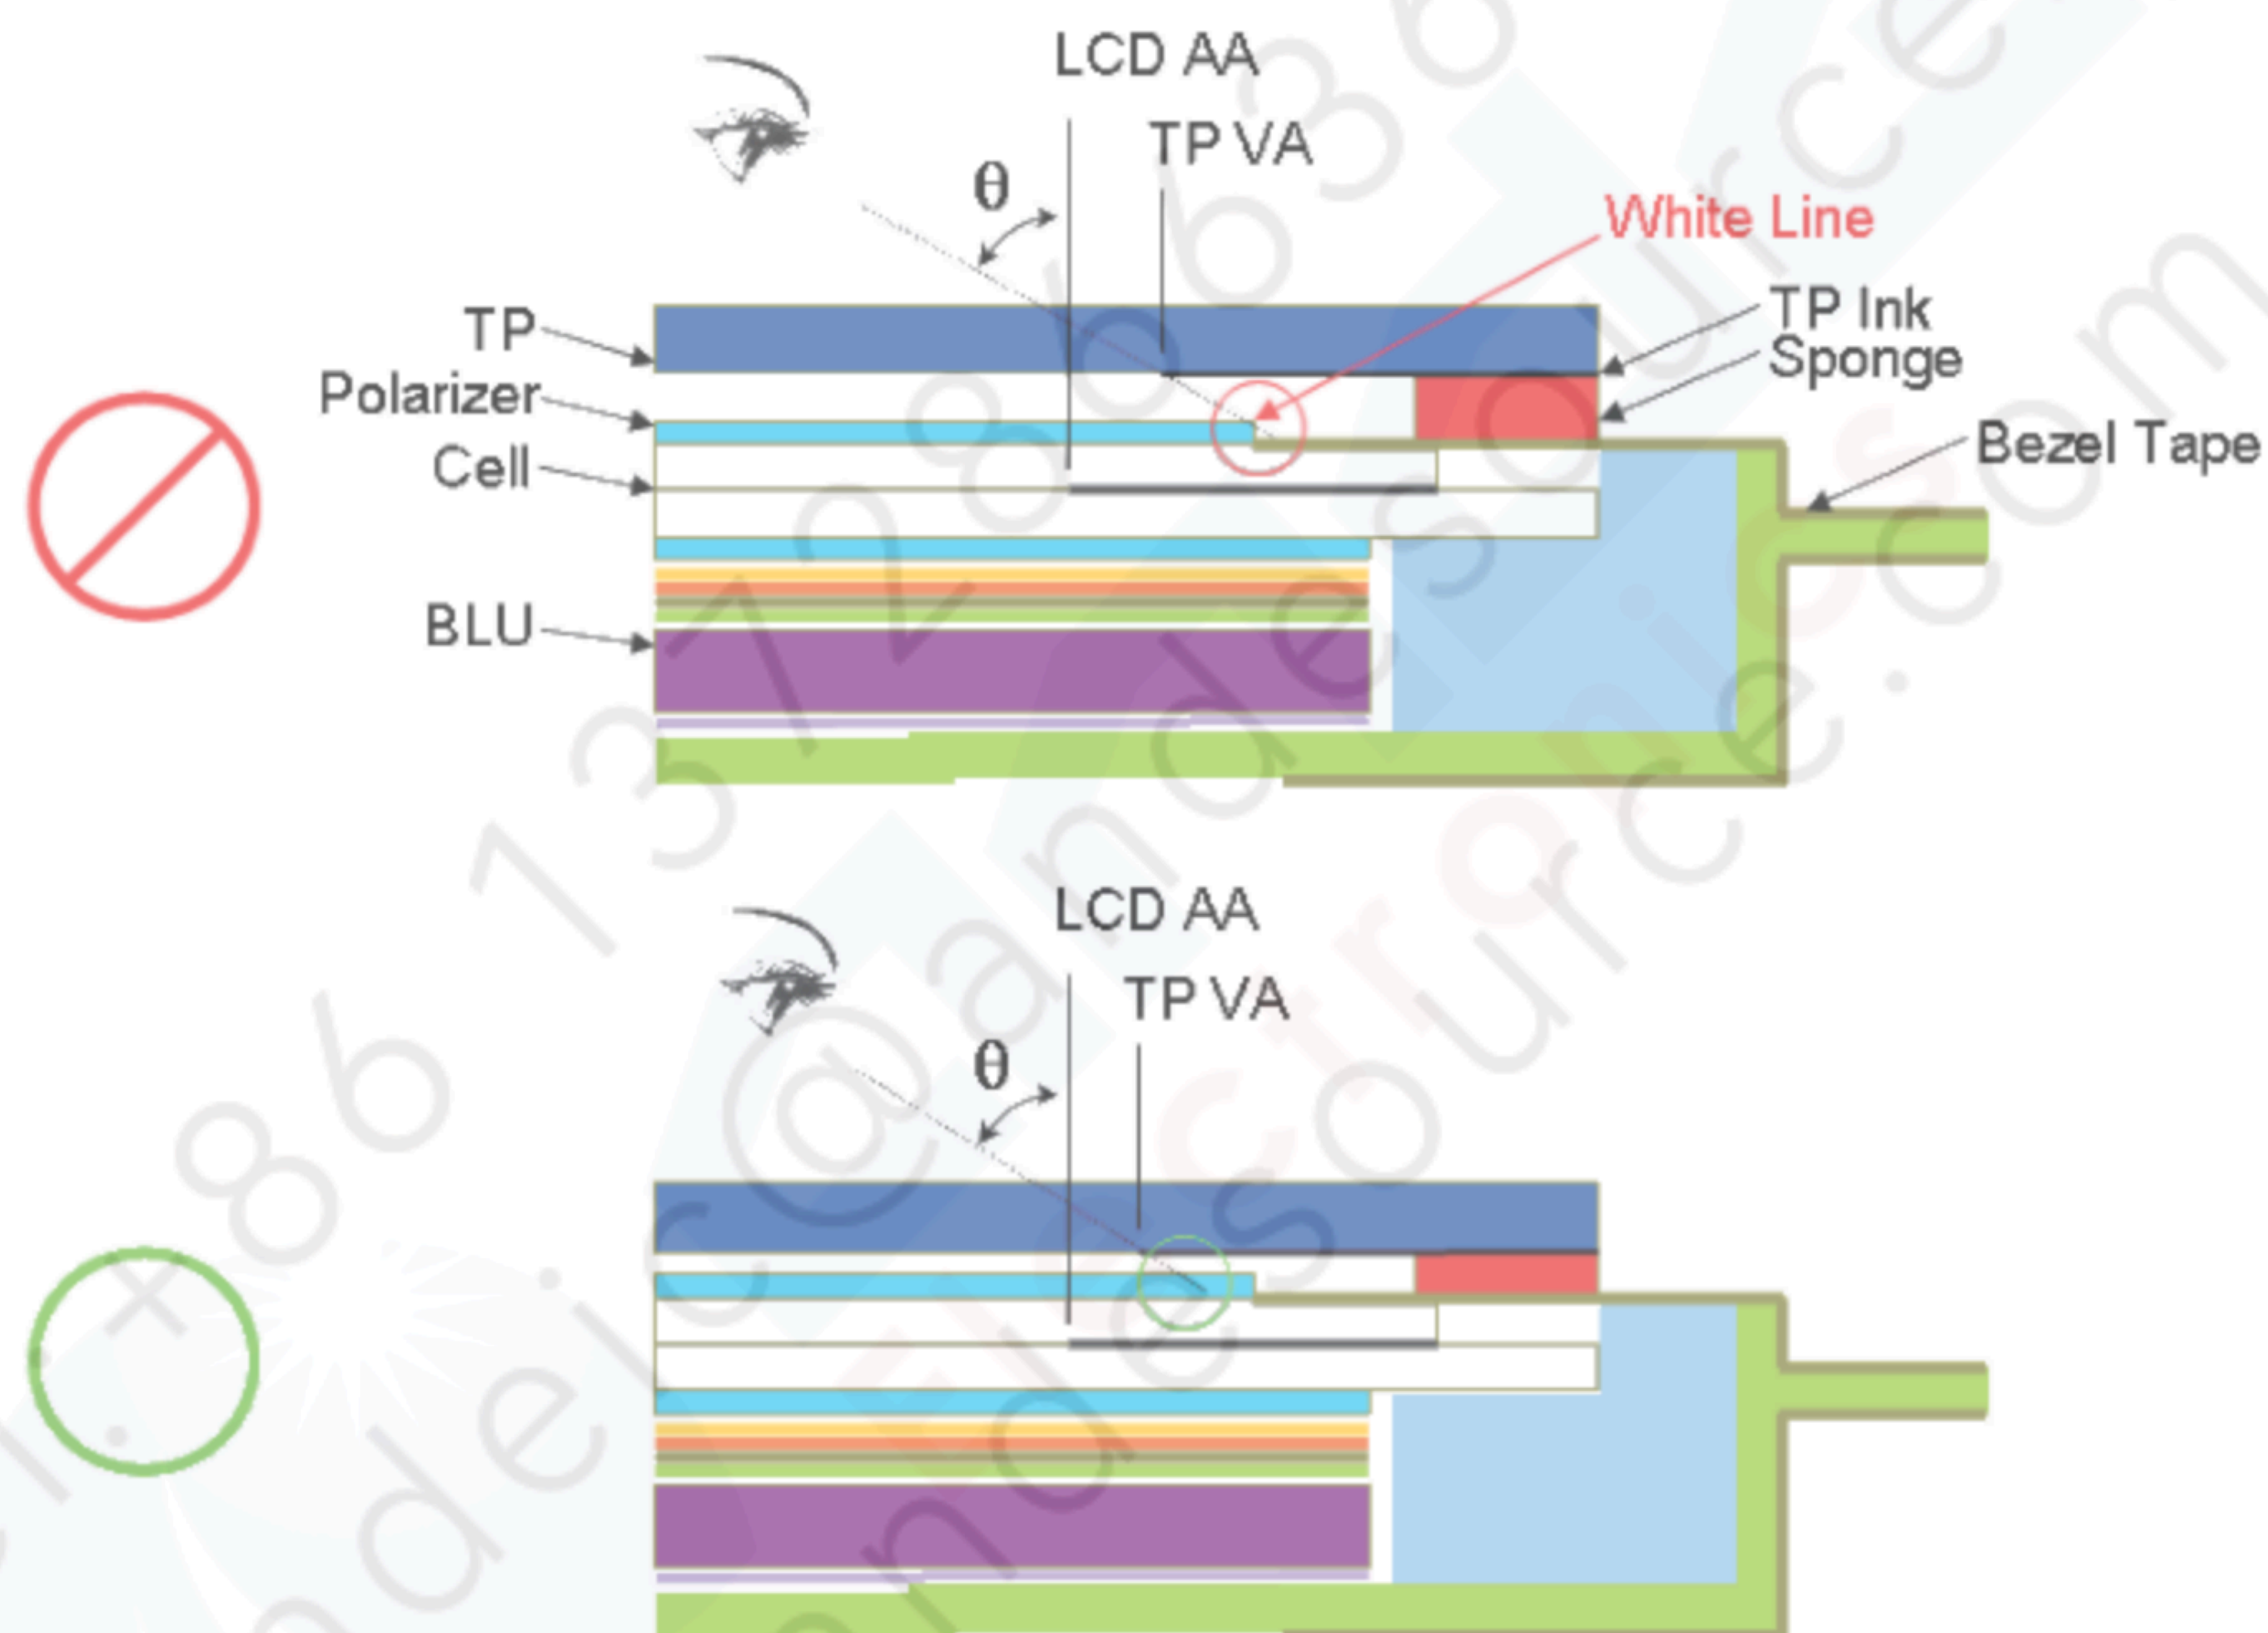 LCD AA
TP VA
θ
White Line
TP
TP Ink
Sponge
Polarizer
Bezel Tape
Cell
BLU
LCD AA
TP VA
θ